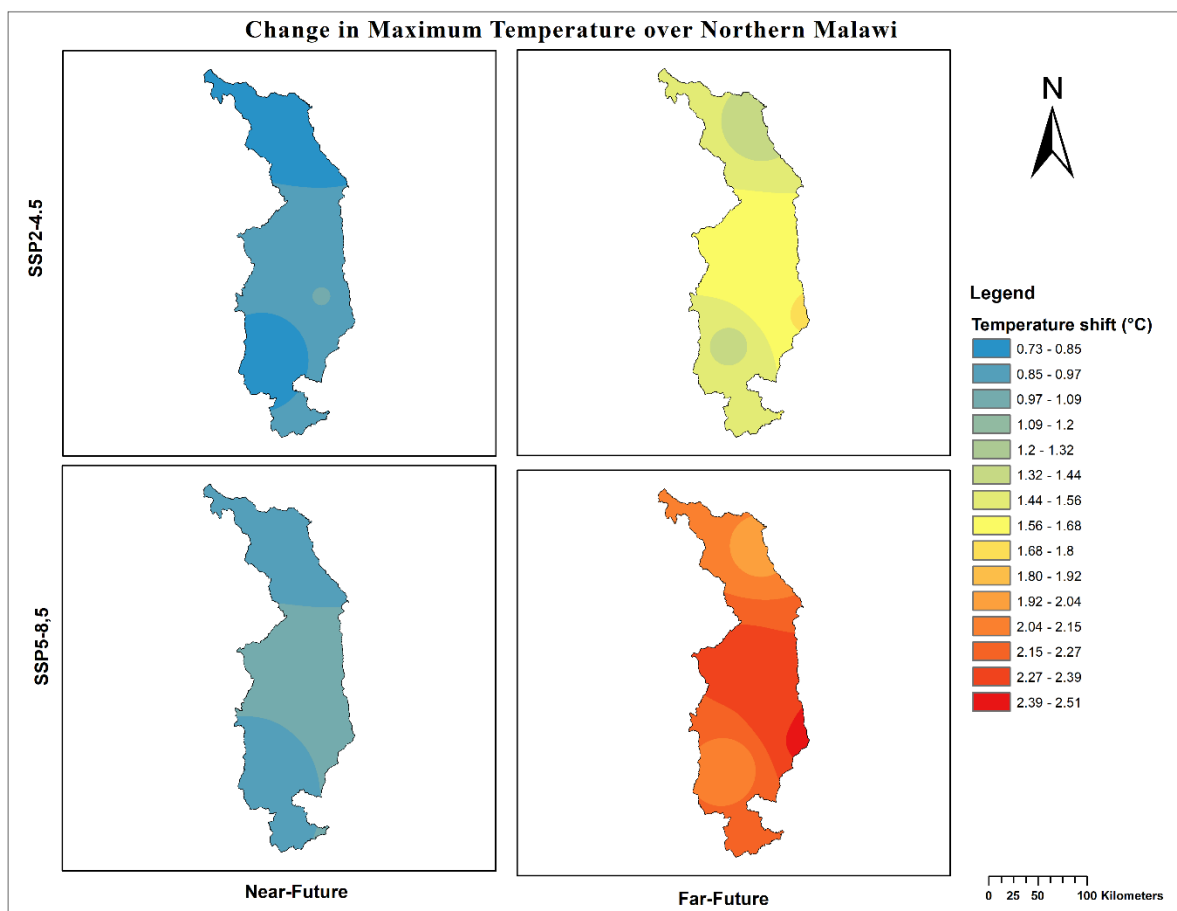 Change in Maximum Temperature over Northern Malawi
N
SSP2-4.5
Legend
Temperature shift (°C)
0.73 - 0.85
0.85 - 0.97
0.97 - 1.09
1.09 - 1.2
1.2 - 1.32
1.32 - 1.44
1.44 - 1.56
1.56 - 1.68
1.68 - 1.8
1.80 - 1.92
1.92 - 2.04
2.04 - 2.15
2.15 - 2.27
2.27 - 2.39
2.39 - 2.51
SSP5-8,5
Near-Future
Far-Future
0 25 50 100 Kilometers